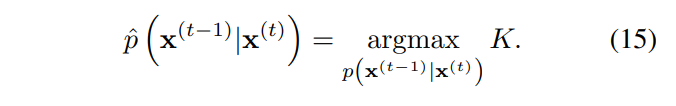 p̂ (x^(t−1)|x^(t)) = argmax K. (15)
p(x^(t−1)|x^(t))